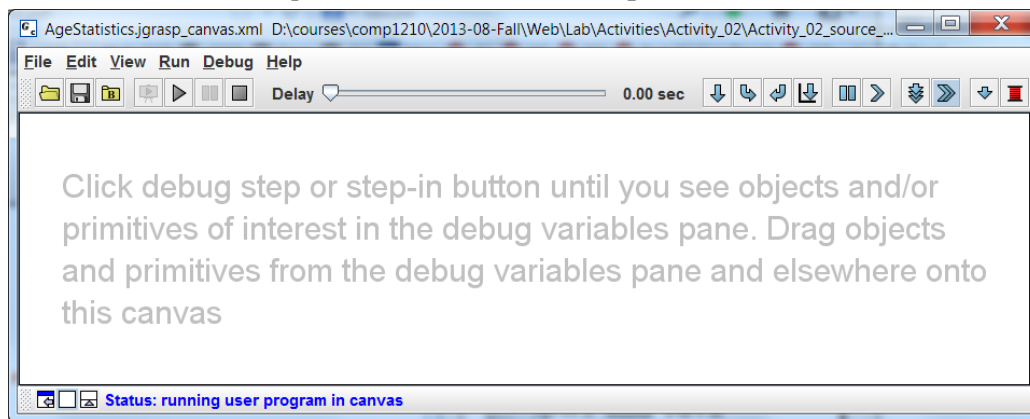 AgeStatistics.jgrasp_canvas.xml D:\courses\comp1210\2013-08-Fall\Web\Lab\Activities\Activity_02\Activity_02_source_...
File Edit View Run Debug Help
Delay 0.00 sec
Click debug step or step-in button until you see objects and/or
primitives of interest in the debug variables pane. Drag objects
and primitives from the debug variables pane and elsewhere onto
this canvas
Status: running user program in canvas